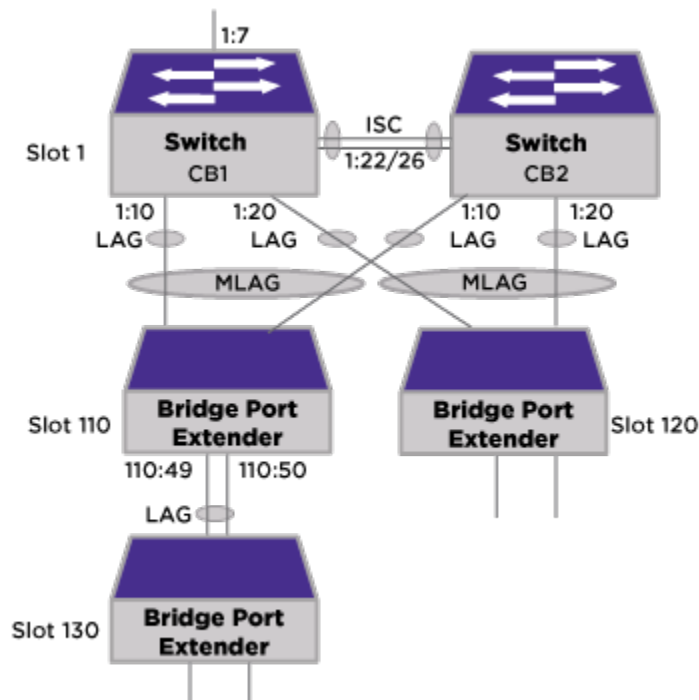 1:7
Slot 1
Switch
CB1
ISC
1:22/26
Switch
CB2
1:10
1:20
1:10
1:20
LAG
LAG
LAG
LAG
MLAG
MLAG
Slot 110
Bridge Port
Extender
Bridge Port
Extender
Slot 120
110:49
110:50
LAG
Slot 130
Bridge Port
Extender